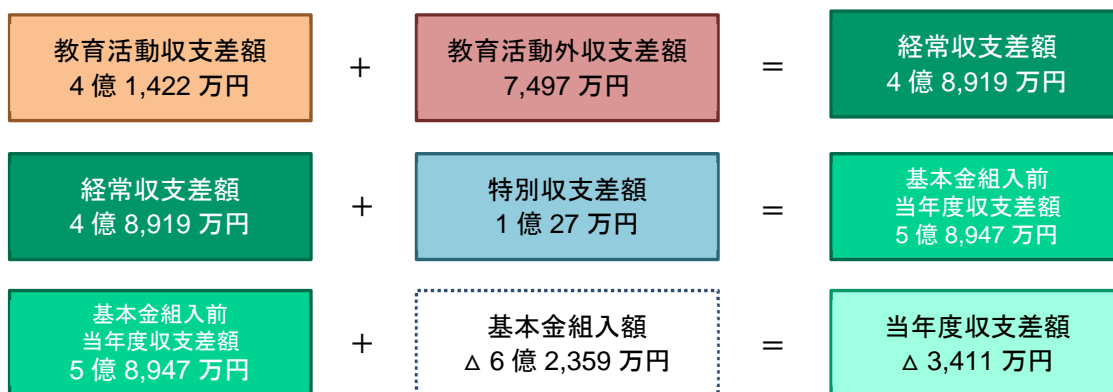 教育活動収支差額
4 億 1,422 万円
+
教育活動外収支差額
7,497 万円
=
経常収支差額
4 億 8,919 万円
経常収支差額
4 億 8,919 万円
+
特別収支差額
1 億 27 万円
=
基本金組入前
当年度収支差額
5 億 8,947 万円
基本金組入前
当年度収支差額
5 億 8,947 万円
+
基本金組入額
△ 6 億 2,359 万円
=
当年度収支差額
△ 3,411 万円